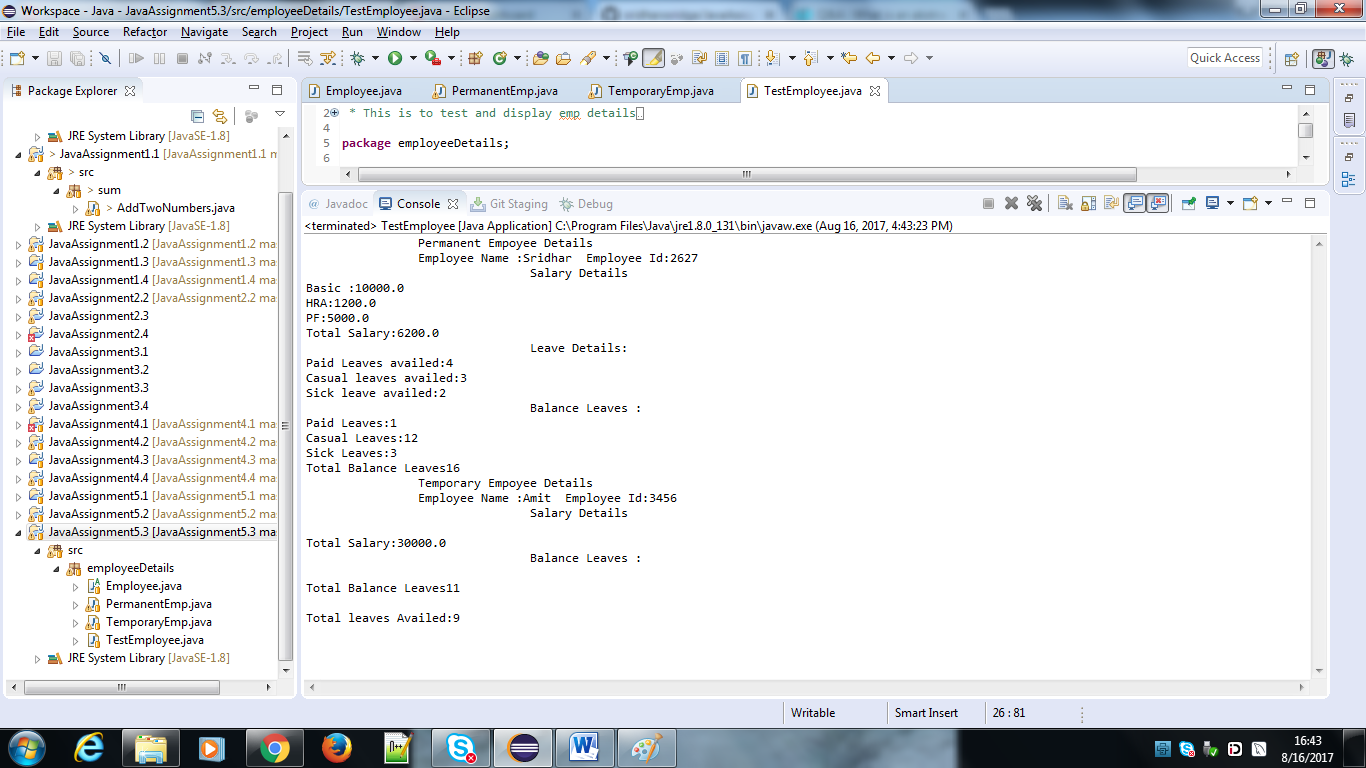 Workspace - Java - JavaAssignment5.3/src/employeeDetails/TestEmployee.java - Eclipse
File Edit Source Refactor Navigate Search Project Run Window Help
Quick Access
Package Explorer
JRE System Library [JavaSE-1.8]
> JavaAssignment1.1 [JavaAssignment1.1 m
> src
> sum
> AddTwoNumbers.java
JRE System Library [JavaSE-1.8]
JavaAssignment1.2 [JavaAssignment1.2 mas
JavaAssignment1.3 [JavaAssignment1.3 mas
JavaAssignment1.4 [JavaAssignment1.4 mas
JavaAssignment2.2 [JavaAssignment2.2 mas
JavaAssignment2.3
JavaAssignment2.4
JavaAssignment3.1
JavaAssignment3.2
JavaAssignment3.3
JavaAssignment3.4
JavaAssignment4.1 [JavaAssignment4.1 mas
JavaAssignment4.2 [JavaAssignment4.2 mas
JavaAssignment4.3 [JavaAssignment4.3 mas
JavaAssignment4.4 [JavaAssignment4.4 mas
JavaAssignment5.1 [JavaAssignment5.1 mas
JavaAssignment5.2 [JavaAssignment5.2 mas
JavaAssignment5.3 [JavaAssignment5.3 mas
src
employeeDetails
Employee.java
PermanentEmp.java
TemporaryEmp.java
TestEmployee.java
JRE System Library [JavaSE-1.8]
Employee.java PermanentEmp.java TemporaryEmp.java TestEmployee.java
2 * This is to test and display emp details
4
5 package employeeDetails;
6
@ Javadoc Console Git Staging Debug
<terminated> TestEmployee [Java Application] C:\Program Files\Java\jre1.8.0_131\bin\javaw.exe (Aug 16, 2017, 4:43:23 PM)
Permanent Empoyee Details
Employee Name :Sridhar Employee Id:2627
Salary Details
Basic :10000.0
HRA:1200.0
PF:5000.0
Total Salary:6200.0
Leave Details:
Paid Leaves availed:4
Casual leaves availed:3
Sick leave availed:2
Balance Leaves :
Paid Leaves:1
Casual Leaves:12
Sick Leaves:3
Total Balance Leaves16
Temporary Empoyee Details
Employee Name :Amit Employee Id:3456
Salary Details
Total Salary:30000.0
Balance Leaves :
Total Balance Leaves11
Total leaves Availed:9
Writable Smart Insert 26 : 81
16:43
8/16/2017